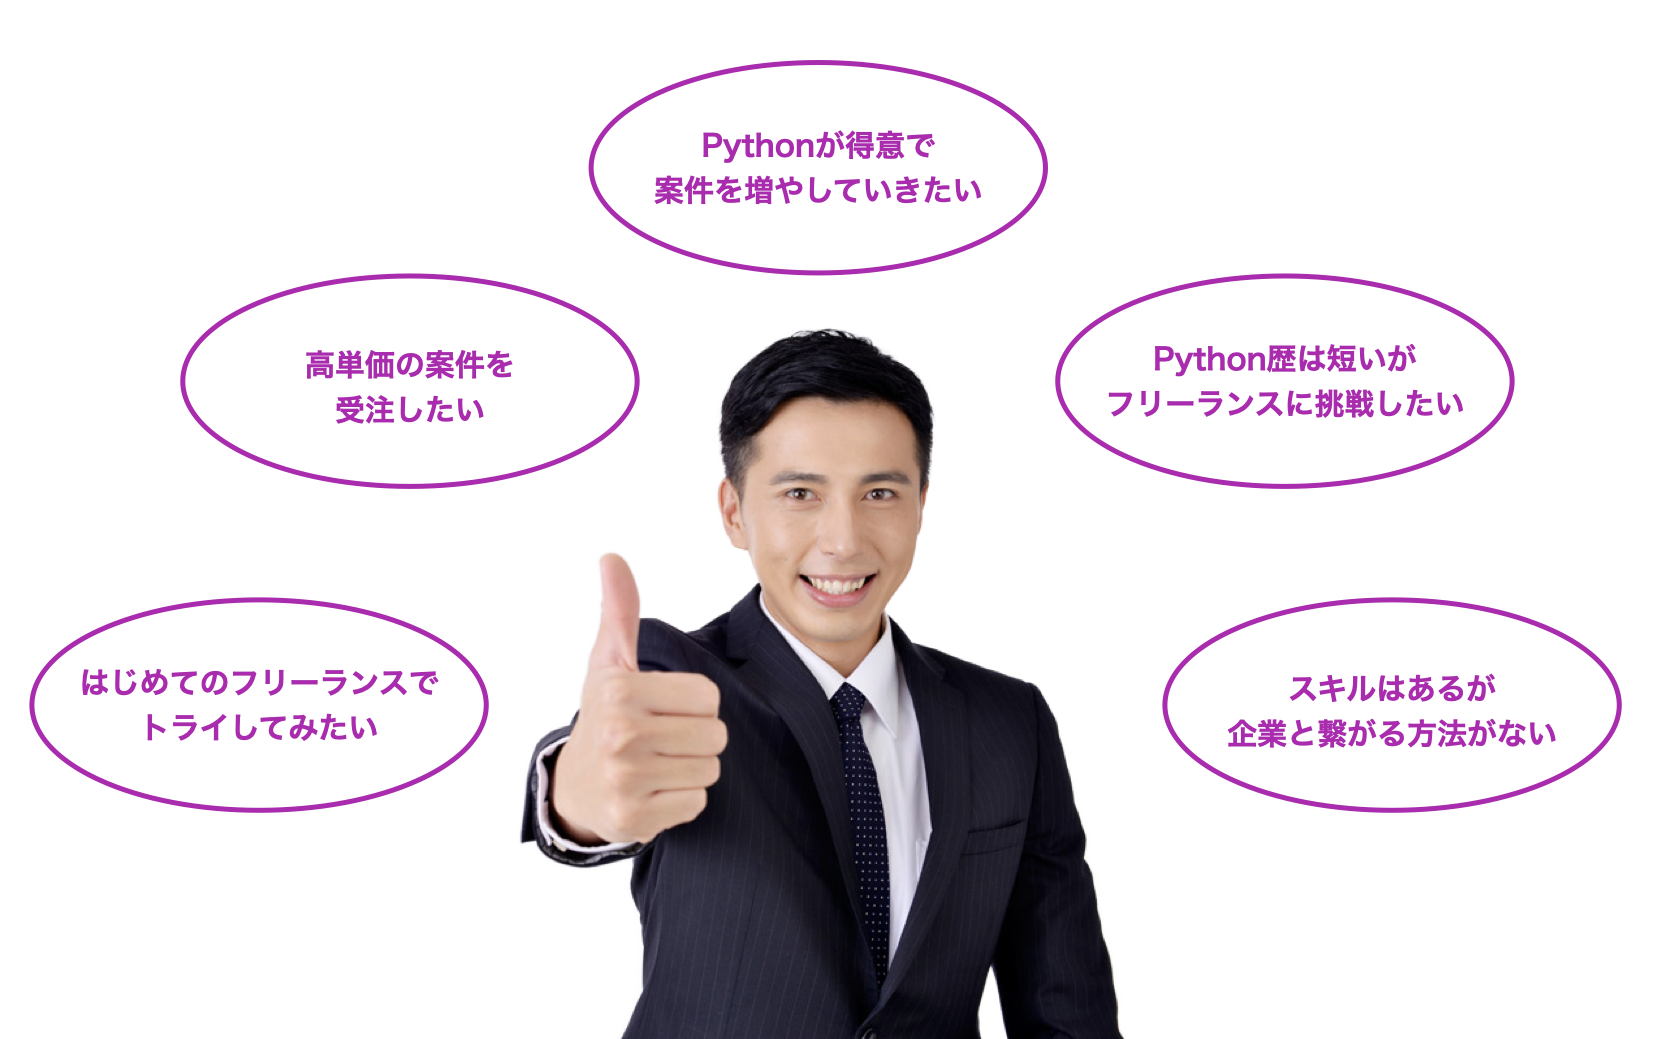 Pythonが得意で
案件を増やしていきたい
高単価の案件を
受注したい
Python歴は短いが
フリーランスに挑戦したい
はじめてのフリーランスで
トライしてみたい
スキルはあるが
企業と繋がる方法がない